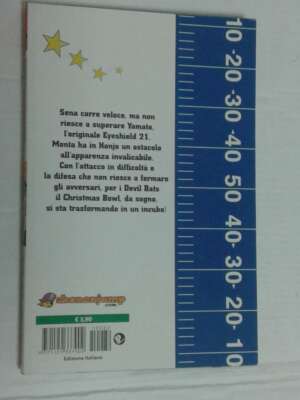 Sena corre veloce, ma non
riesce a superare Yamato,
l'originale Eyeshield 21.
Monta ha in Honjo un ostacolo
all'apparenza invalicabile.
Con l'attacco in difficoltà e
la difesa che non riesce a fermare
gli avversari, per i Devil Bats
il Christmas Bowl, da sogno,
si sta trasformando in un incubo!
10 -20 -30 -40 50 40- 30- 20- 10
€ 3,90
Edizione Italiana